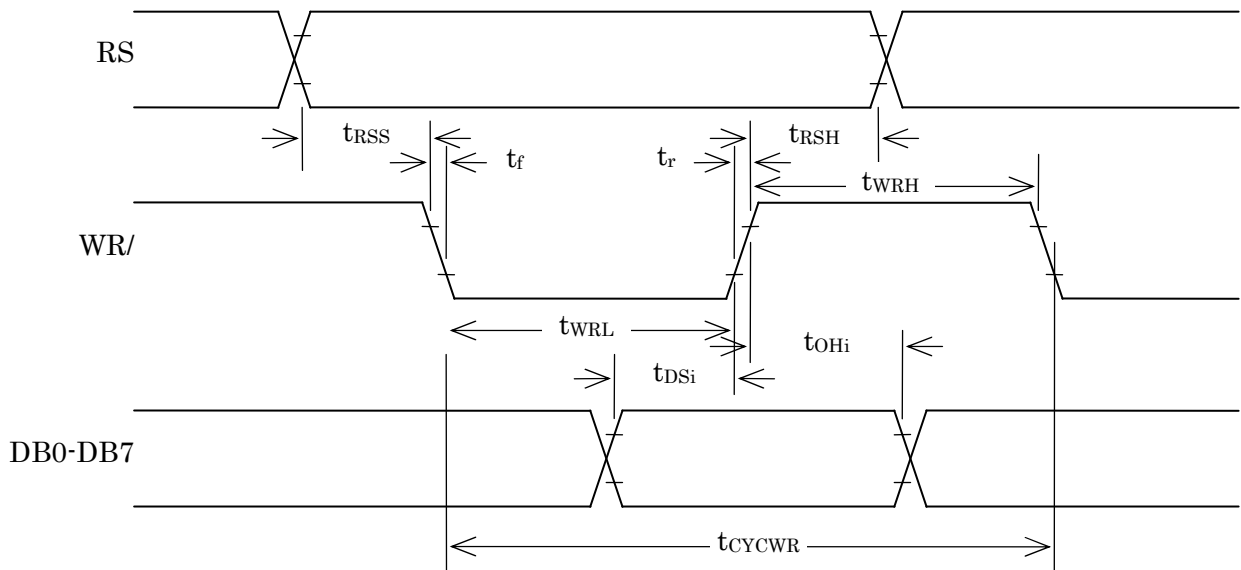 RS
tRSS
tf
tr
tRSH
tWRH
WR/
tWRL
tOHi
tDSi
DB0-DB7
tCYCWR